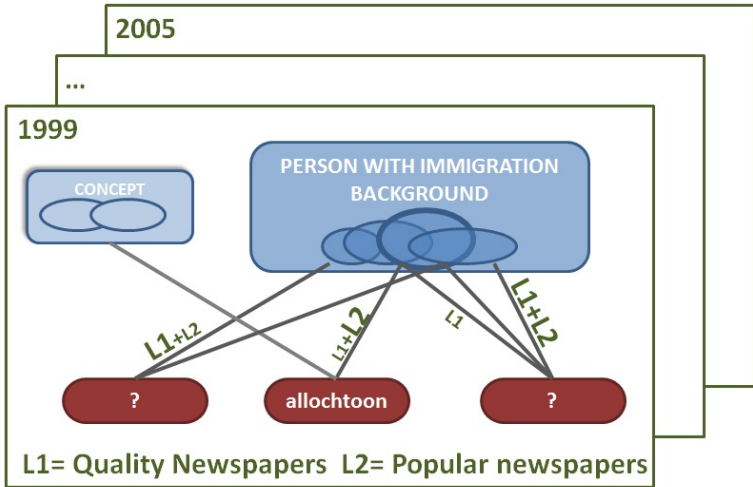 2005
...
1999
CONCEPT
PERSON WITH IMMIGRATION
BACKGROUND
L1+L2
L1+L2
L1
L1+L2
?
allochtoon
?
L1= Quality Newspapers L2= Popular newspapers